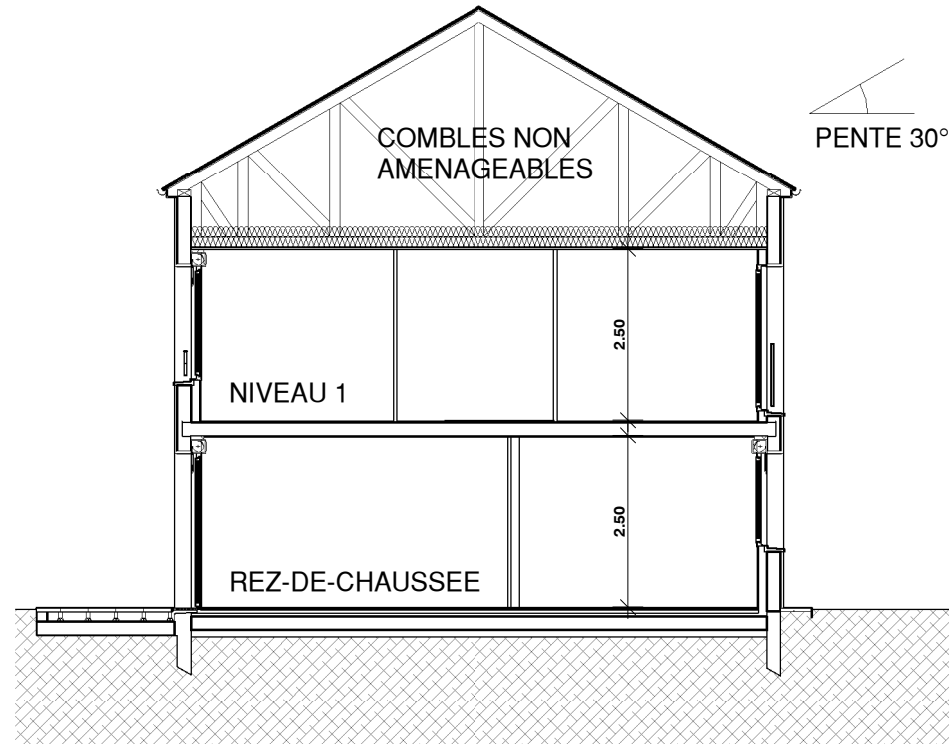 COMBLES NON
AMENAGEABLES
PENTE 30°
2.50
NIVEAU 1
2.50
REZ-DE-CHAUSSEE